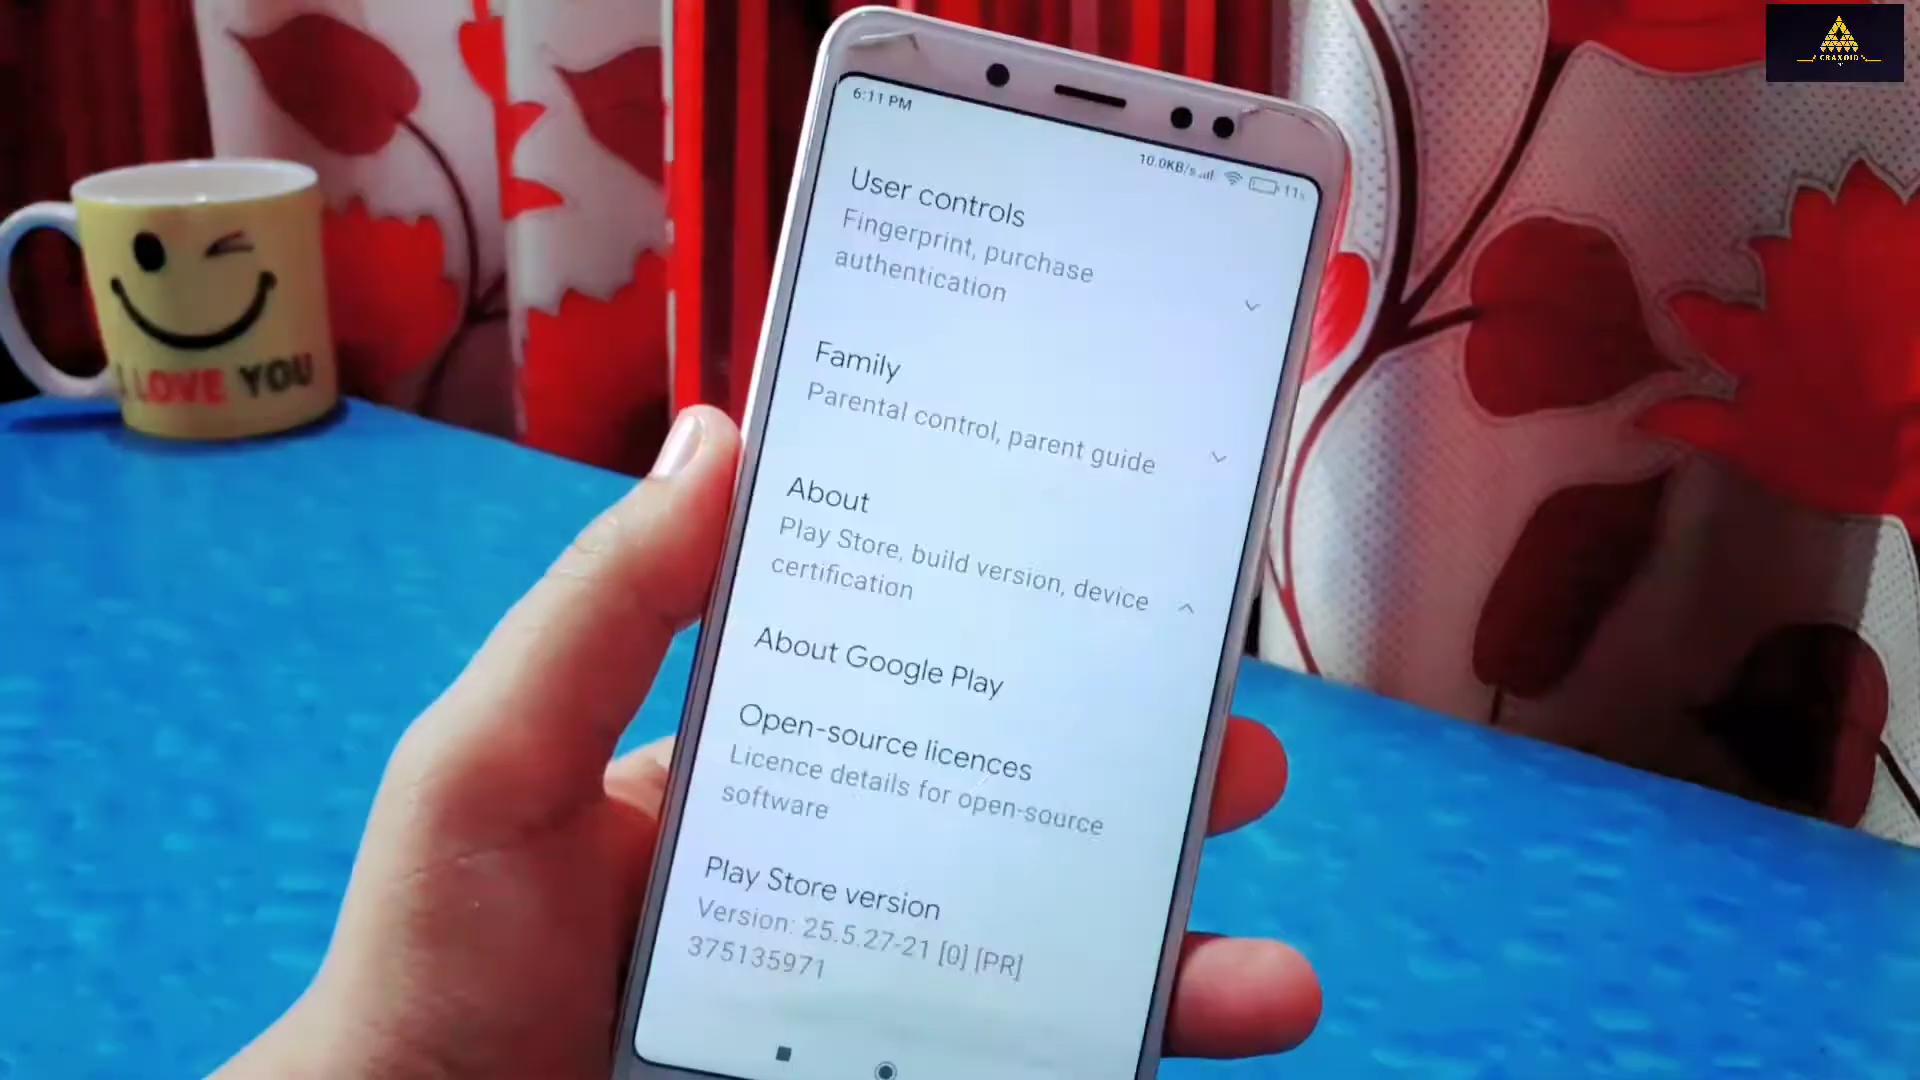 CRAXOID
6:11 PM
10.0KB/s
11
User controls
Fingerprint, purchase
authentication
Family
Parental control, parent guide
About
Play Store, build version, device
certification
About Google Play
Open-source licences
Licence details for open-source
software
Play Store version
Version: 25.5.27-21 [0] [PR]
375135971
I LOVE YOU